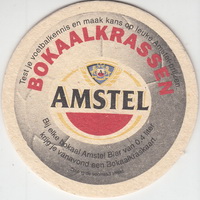 Test je voetbalkennis en maak kans op leuke Amstel
BOKAALKRASSEN
AMSTEL
Bij elke bokaal Amstel Bier van 0,4 liter
krijg je vanavond een Bokaalkraskaart